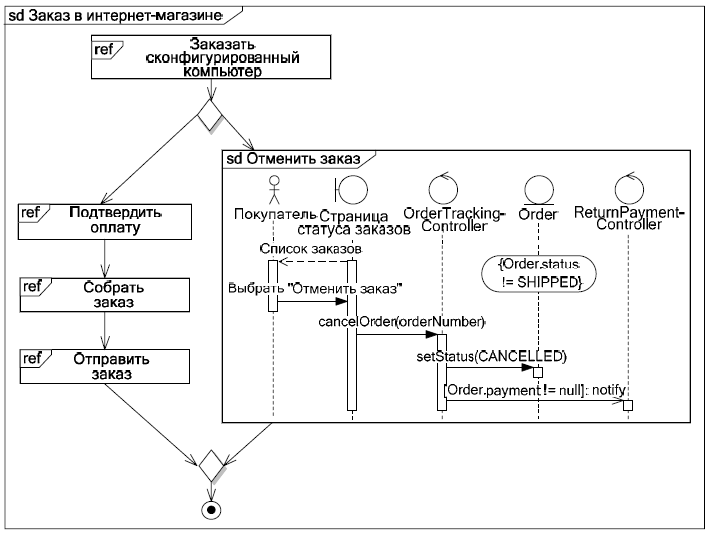 sd Заказ в интернет-магазине
ref
Заказать
сконфигурированный
компьютер
sd Отменить заказ
ref
Подтвердить
оплату
ref
Собрать
заказ
ref
Отправить
заказ
Покупатель
Страница
статуса заказов
OrderTracking-
Controller
Order
ReturnPayment-
Controller
Список заказов
{Order.status
!= SHIPPED}
Выбрать "Отменить заказ"
cancelOrder(orderNumber)
setStatus(CANCELLED)
[Order.payment != null]: notify